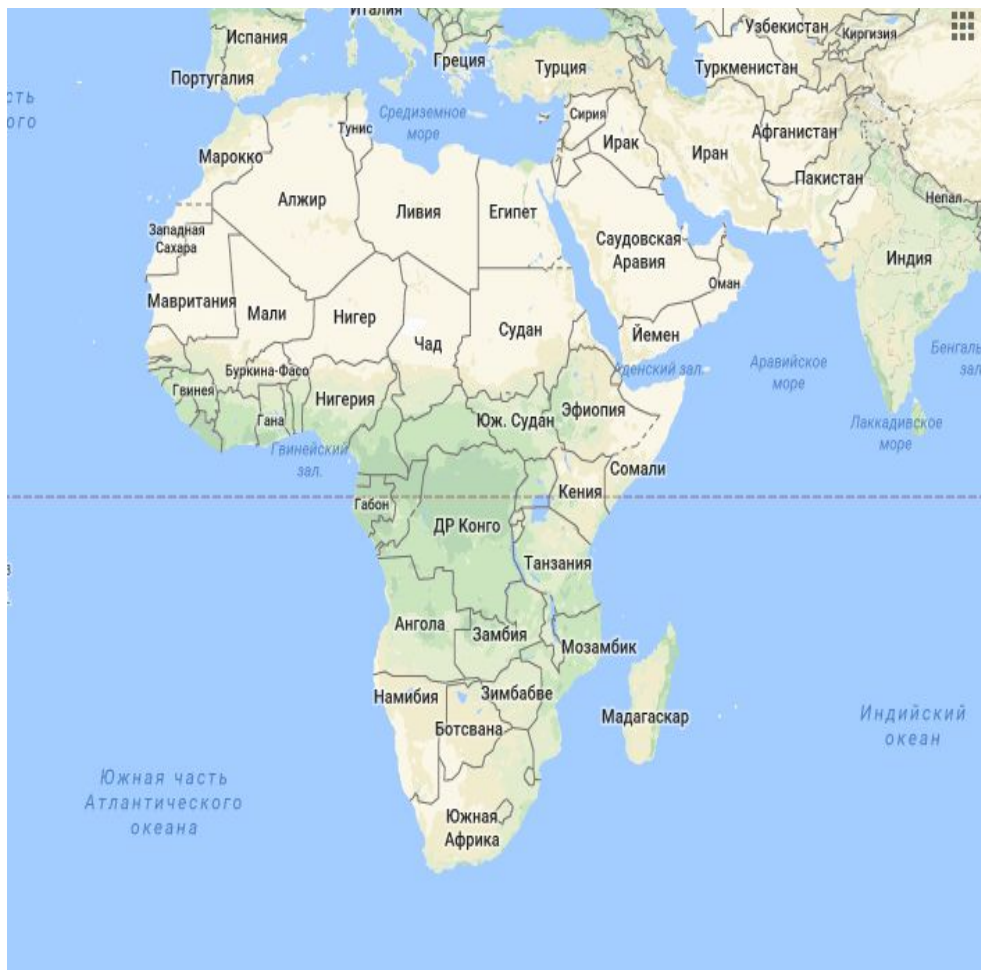 Италия
Узбекистан
Испания
Киргизия
Греция
Турция
Туркменистан
Португалия
Средиземное
море
Сирия
Тунис
Афганистан
Ирак
Иран
Марокко
Пакистан
Непал
Алжир
Ливия
Египет
Западная
Сахара
Саудовская
Аравия
Индия
Оман
Мавритания
Мали
Нигер
Судан
Йемен
Чад
Аравийское
море
Буркина-Фасо
Аденский зал.
Гвинея
Нигерия
Эфиопия
Гана
Юж. Судан
Лаккадивское
море
Гвинейский
зал.
Сомали
Кения
Габон
ДР Конго
Танзания
Ангола
Замбия
Мозамбик
Намибия
Зимбабве
Мадагаскар
Ботсвана
Индийский
океан
Южная часть
Атлантического
океана
Южная
Африка